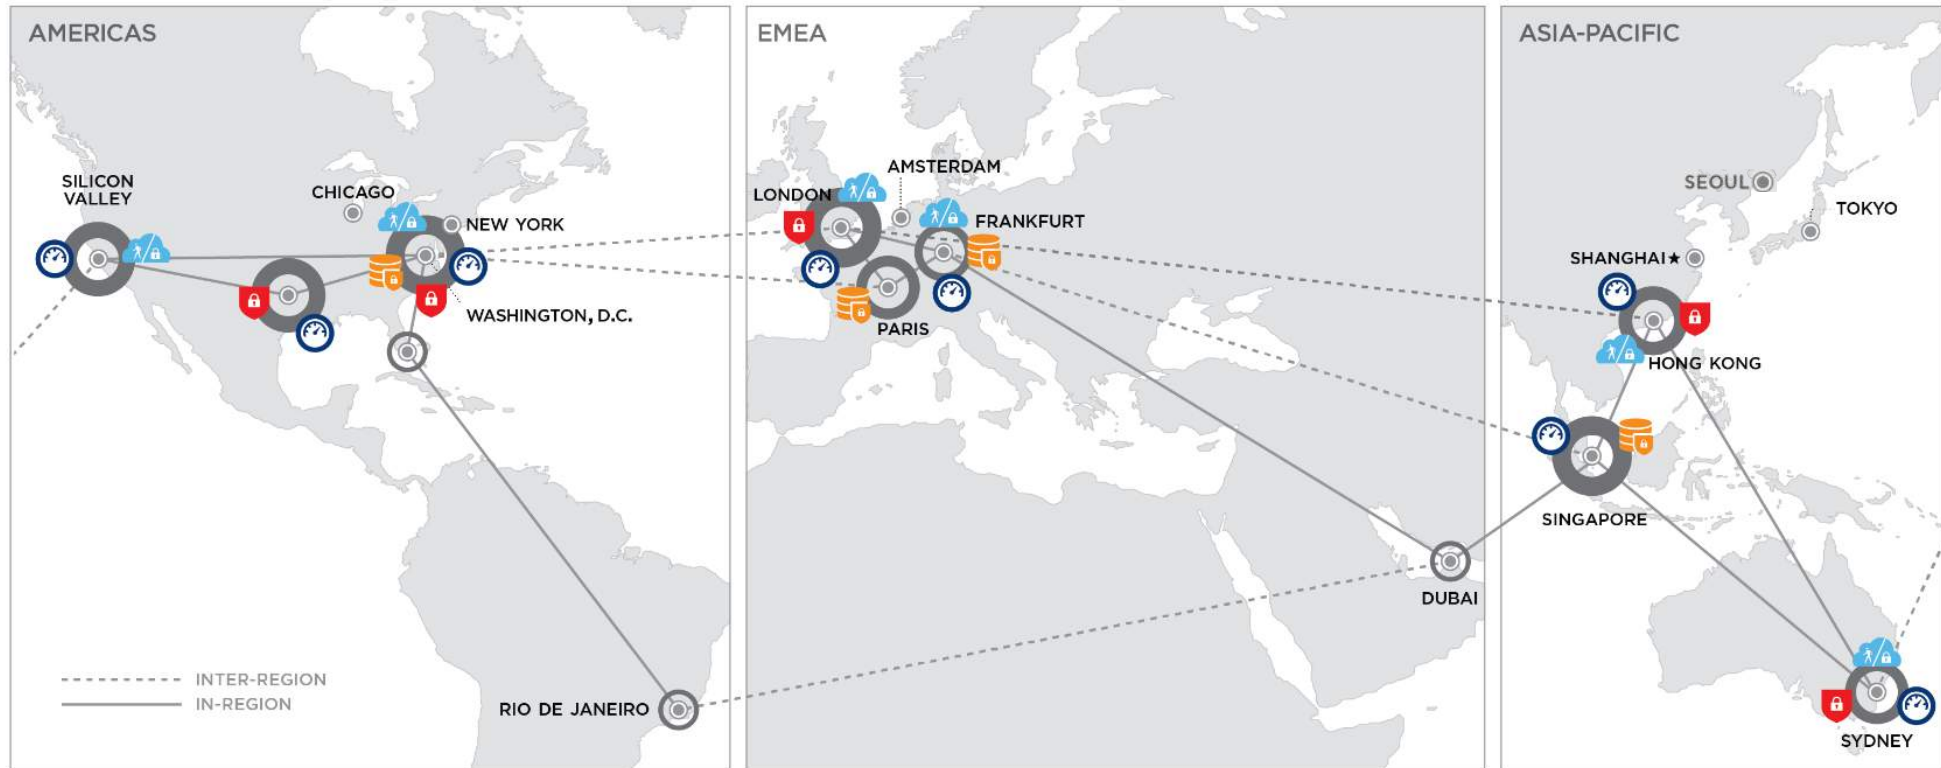 AMERICAS
SILICON
VALLEY
CHICAGO
NEW YORK
WASHINGTON, D.C.
RIO DE JANEIRO
INTER-REGION
IN-REGION
EMEA
LONDON
AMSTERDAM
FRANKFURT
PARIS
DUBAI
ASIA-PACIFIC
SEOUL
TOKYO
SHANGHAI★
HONG KONG
SINGAPORE
SYDNEY